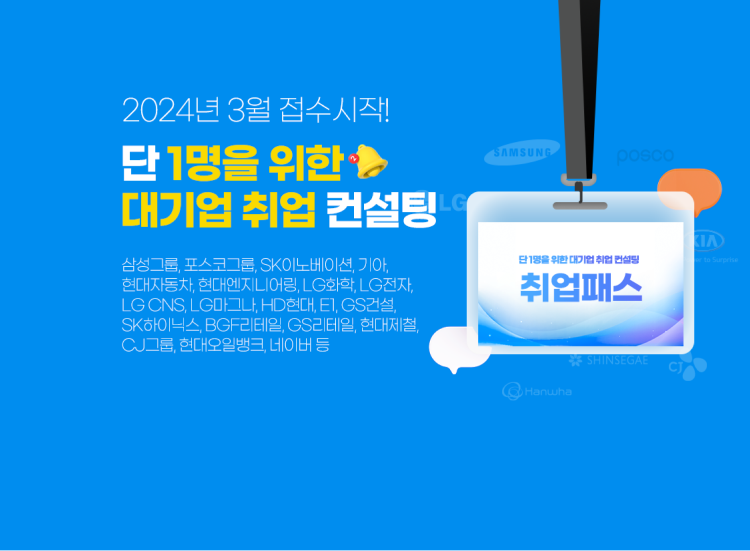 2024년 3월 접수시작!
단 1명을 위한
대기업 취업 컨설팅
삼성그룹, 포스코그룹, SK이노베이션, 기아,
현대자동차, 현대엔지니어링, LG화학, LG전자,
LG CNS, LG마그나, HD현대, E1, GS건설,
SK하이닉스, BGF리테일, GS리테일, 현대제철,
CJ그룹, 현대오일뱅크, 네이버 등
SAMSUNG
posco
LG
KIA
to Surprise
단 1명을 위한 대기업 취업 컨설팅
취업패스
SHINSEGAE
CJ
Hanwha